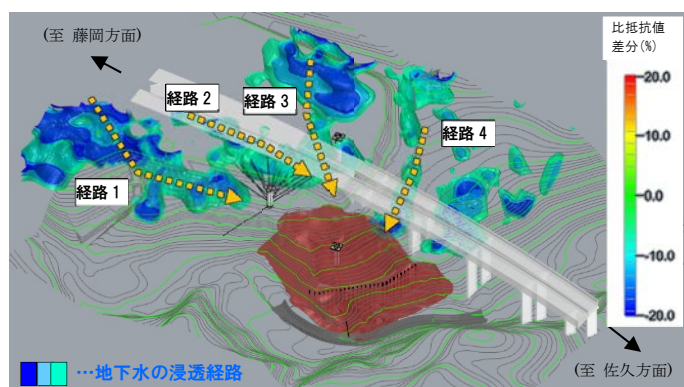 (至 藤岡方面)
比抵抗値
差分(%)
20.0
10.0
0.0
-10.0
-20.0
経路 2
経路 3
経路 4
経路 1
…地下水の浸透経路
(至 佐久方面)